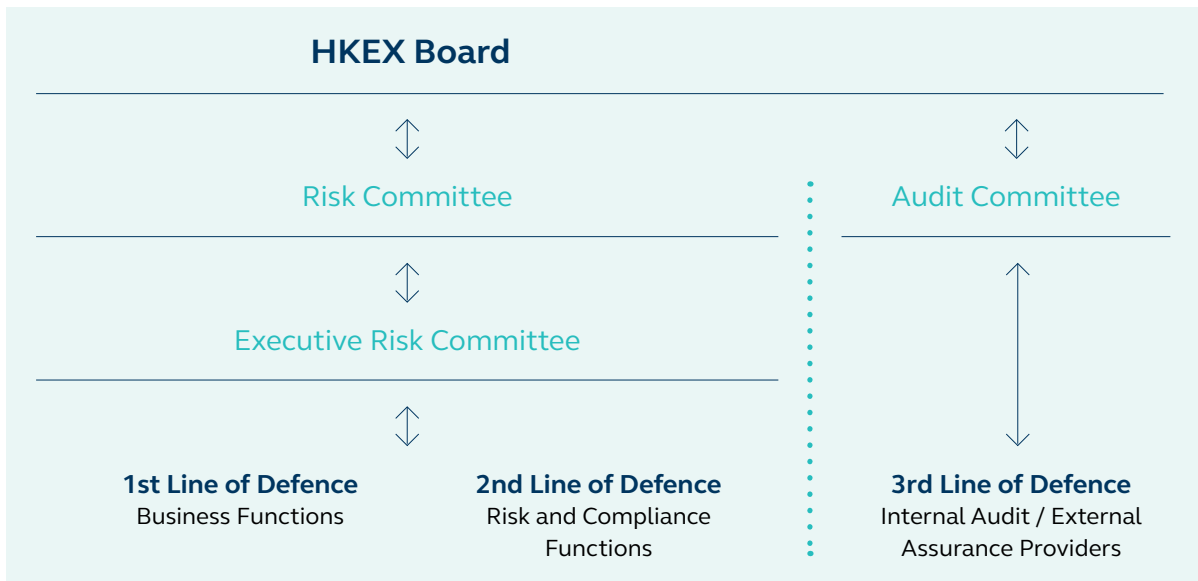 HKEX Board
Risk Committee
Audit Committee
Executive Risk Committee
1st Line of Defence
Business Functions
2nd Line of Defence
Risk and Compliance
Functions
3rd Line of Defence
Internal Audit / External
Assurance Providers